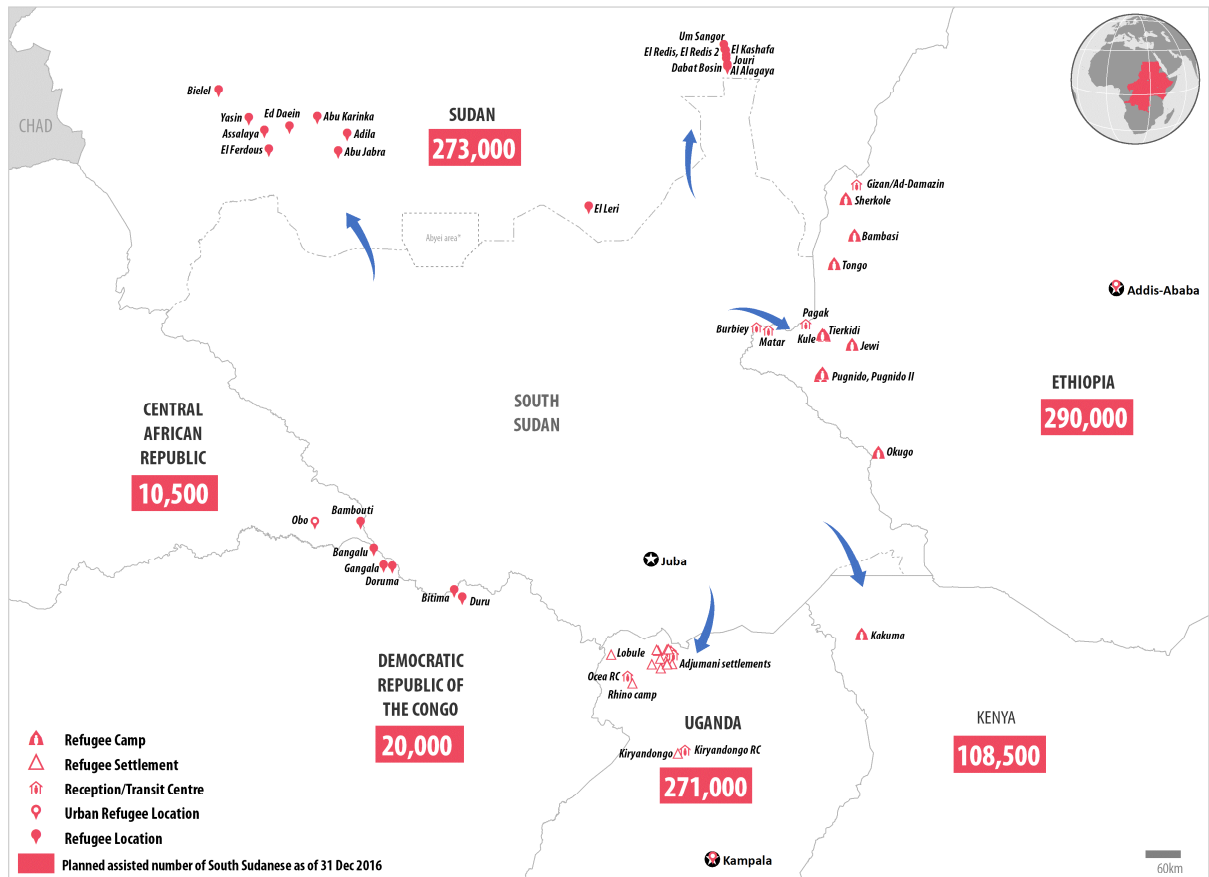 Um Sangor
El Redis, El Redis 2
El Kashafa
Jouri
Dabat Bosin
Al Alagaya
Bielel
CHAD
Yasin
Ed Daein
Abu Karinka
SUDAN
Assalaya
Adila
273,000
El Ferdous
Abu Jabra
Gizan/Ad-Damazin
Sherkole
El Leri
Abyei area*
Bambasi
Tongo
Addis-Ababa
Pagak
Burbiey
Matar
Kule
Tierkidi
Jewi
Pugnido, Pugnido II
ETHIOPIA
290,000
SOUTH
SUDAN
CENTRAL
AFRICAN
REPUBLIC
10,500
Okugo
Obo
Bambouti
Bangalu
Gangala
Doruma
Juba
Bitima
Duru
Kakuma
Lobule
Adjumani settlements
Ocea RC
Rhino camp
DEMOCRATIC
REPUBLIC OF
THE CONGO
20,000
UGANDA
Kiryandongo
Kiryandongo RC
271,000
KENYA
108,500
Kampala
Refugee Camp
Refugee Settlement
Reception/Transit Centre
Urban Refugee Location
Refugee Location
Planned assisted number of South Sudanese as of 31 Dec 2016
60km